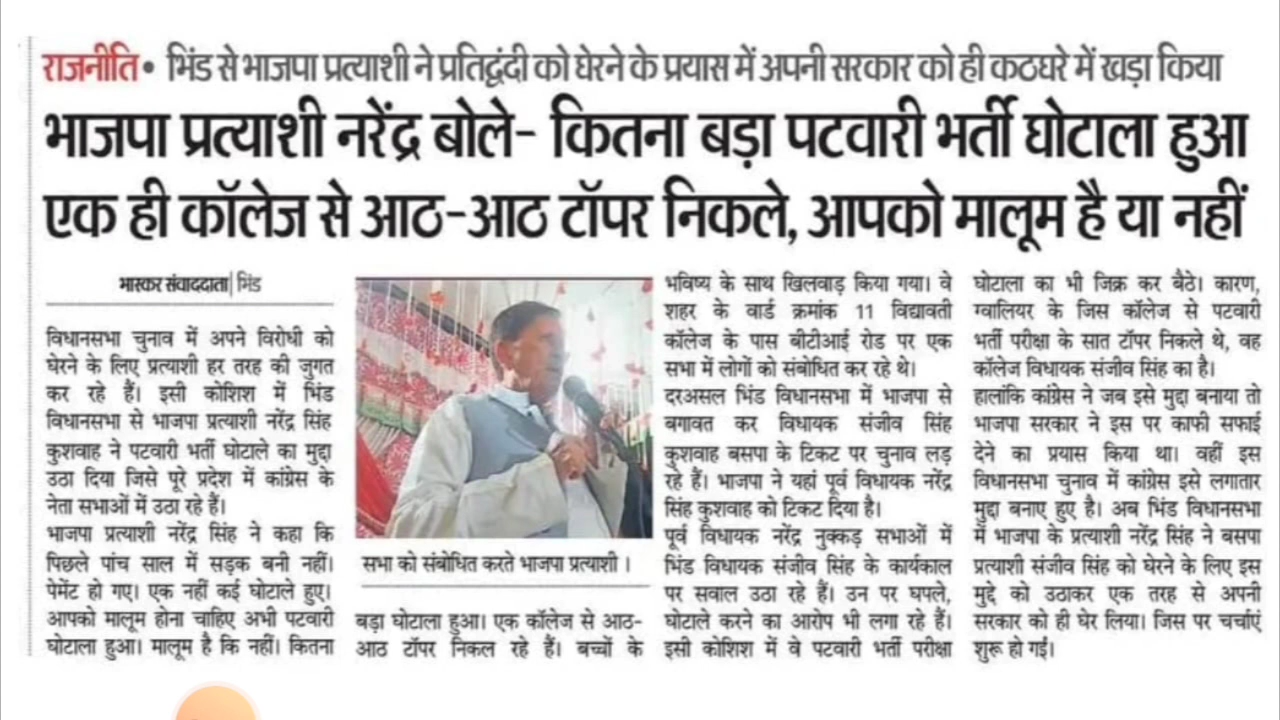 राजनीति • भिंड से भाजपा प्रत्याशी ने प्रतिद्वंदी को घेरने के प्रयास में अपनी सरकार को ही कठघरे में खड़ा किया
भाजपा प्रत्याशी नरेंद्र बोले- कितना बड़ा पटवारी भर्ती घोटाला हुआ
एक ही कॉलेज से आठ-आठ टॉपर निकले, आपको मालूम है या नहीं
भास्कर संवाददाता | भिंड
विधानसभा चुनाव में अपने विरोधी को
घेरने के लिए प्रत्याशी हर तरह की जुगत
कर रहे हैं। इसी कोशिश में भिंड
विधानसभा से भाजपा प्रत्याशी नरेंद्र सिंह
कुशवाह ने पटवारी भर्ती घोटाले का मुद्दा
उठा दिया जिसे पूरे प्रदेश में कांग्रेस के
नेता सभाओं में उठा रहे हैं।
भाजपा प्रत्याशी नरेंद्र सिंह ने कहा कि
पिछले पांच साल में सड़क बनी नहीं।
पेमेंट हो गए। एक नहीं कई घोटाले हुए।
आपको मालूम होना चाहिए अभी पटवारी
घोटाला हुआ। मालूम है कि नहीं। कितना
सभा को संबोधित करते भाजपा प्रत्याशी ।
बड़ा घोटाला हुआ। एक कॉलेज से आठ-
आठ टॉपर निकल रहे हैं। बच्चों के
भविष्य के साथ खिलवाड़ किया गया। वे
शहर के वार्ड क्रमांक 11 विद्यावती
कॉलेज के पास बीटीआई रोड पर एक
सभा में लोगों को संबोधित कर रहे थे।
दरअसल भिंड विधानसभा में भाजपा से
बगावत कर विधायक संजीव सिंह
कुशवाह बसपा के टिकट पर चुनाव लड़
रहे हैं। भाजपा ने यहां पूर्व विधायक नरेंद्र
सिंह कुशवाह को टिकट दिया है।
पूर्व विधायक नरेंद्र नुक्कड़ सभाओं में
भिंड विधायक संजीव सिंह के कार्यकाल
पर सवाल उठा रहे हैं। उन पर घपले,
घोटाले करने का आरोप भी लगा रहे हैं।
इसी कोशिश में वे पटवारी भर्ती परीक्षा
घोटाला का भी जिक्र कर बैठे। कारण,
ग्वालियर के जिस कॉलेज से पटवारी
भर्ती परीक्षा के सात टॉपर निकले थे, वह
कॉलेज विधायक संजीव सिंह का है।
हालांकि कांग्रेस ने जब इसे मुद्दा बनाया तो
भाजपा सरकार ने इस पर काफी सफाई
देने का प्रयास किया था। वहीं इस
विधानसभा चुनाव में कांग्रेस इसे लगातार
मुद्दा बनाए हुए है। अब भिंड विधानसभा
में भाजपा के प्रत्याशी नरेंद्र सिंह ने बसपा
प्रत्याशी संजीव सिंह को घेरने के लिए इस
मुद्दे को उठाकर एक तरह से अपनी
सरकार को ही घेर लिया। जिस पर चर्चाएं
शुरू हो गईं।